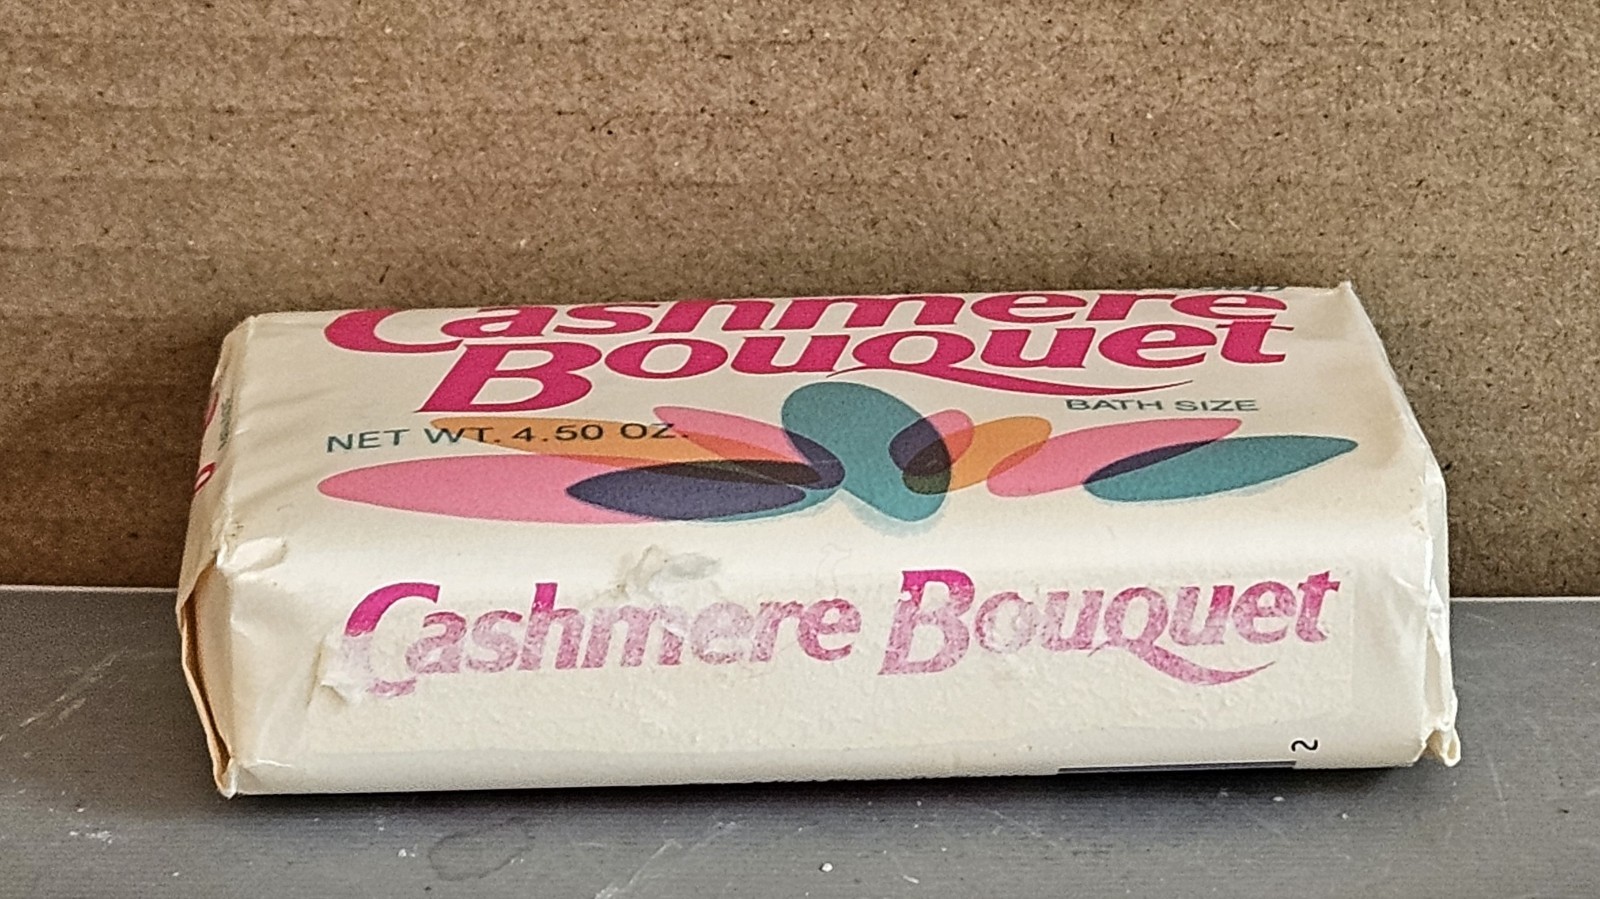 Cashmere
Bouquet
BATH SIZE
NET WT. 4.50 OZ.
Cashmere Bouquet